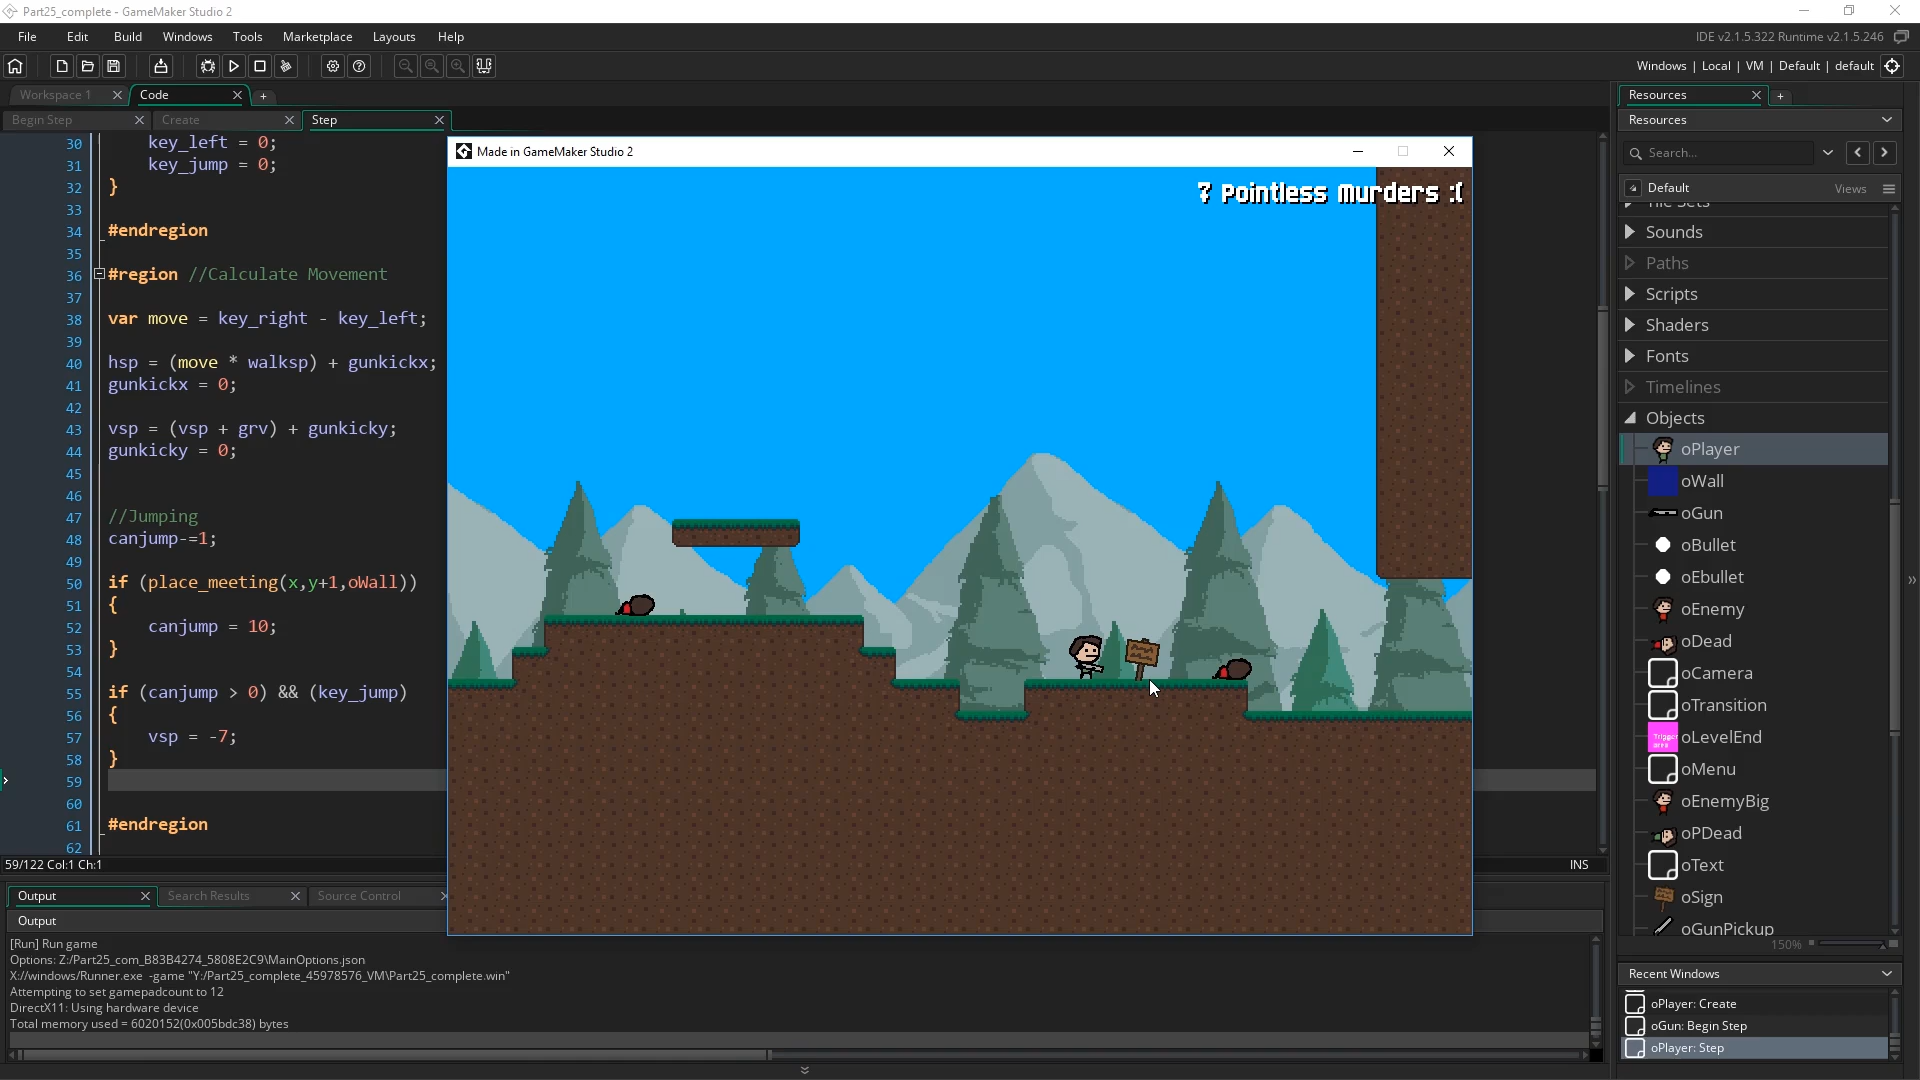 Part25_complete - GameMaker Studio 2
File Edit Build Windows Tools Marketplace Layouts Help
IDE v2.1.5.322 Runtime v2.1.5.246
Windows | Local | VM | Default | default
Workspace 1
Code
Begin Step
Create
Step
30 key_left = 0;
31 key_jump = 0;
32 }
33
34 #endregion
35
36 #region //Calculate Movement
37
38 var move = key_right - key_left;
39
40 hsp = (move * walksp) + gunkickx;
41 gunkickx = 0;
42
43 vsp = (vsp + grv) + gunkicky;
44 gunkicky = 0;
45
46
47 //Jumping
48 canjump-=1;
49
50 if (place_meeting(x,y+1,oWall))
51 {
52 canjump = 10;
53 }
54
55 if (canjump > 0) && (key_jump)
56 {
57 vsp = -7;
58 }
59
60
61 #endregion
62
59/122 Col:1 Ch:1
INS
Made in GameMaker Studio 2
7 Pointless Murders :(
Output
Search Results
Source Control
Output
[Run] Run game
Options: Z:/Part25_com_B83B4274_5808E2C9\MainOptions.json
X://windows/Runner.exe -game "Y:/Part25_complete_45978576_VM\Part25_complete.win"
Attempting to set gamepadcount to 12
DirectX11: Using hardware device
Total memory used = 6020152(0x005bdc38) bytes
Resources
Resources
Search...
Default
Views
Tile Sets
Sounds
Paths
Scripts
Shaders
Fonts
Timelines
Objects
oPlayer
oWall
oGun
oBullet
oEbullet
oEnemy
oDead
oCamera
oTransition
Trigger
oLevelEnd
oMenu
oEnemyBig
oPDead
oText
oSign
oGunPickup
150%
Recent Windows
oPlayer: Create
oGun: Begin Step
oPlayer: Step